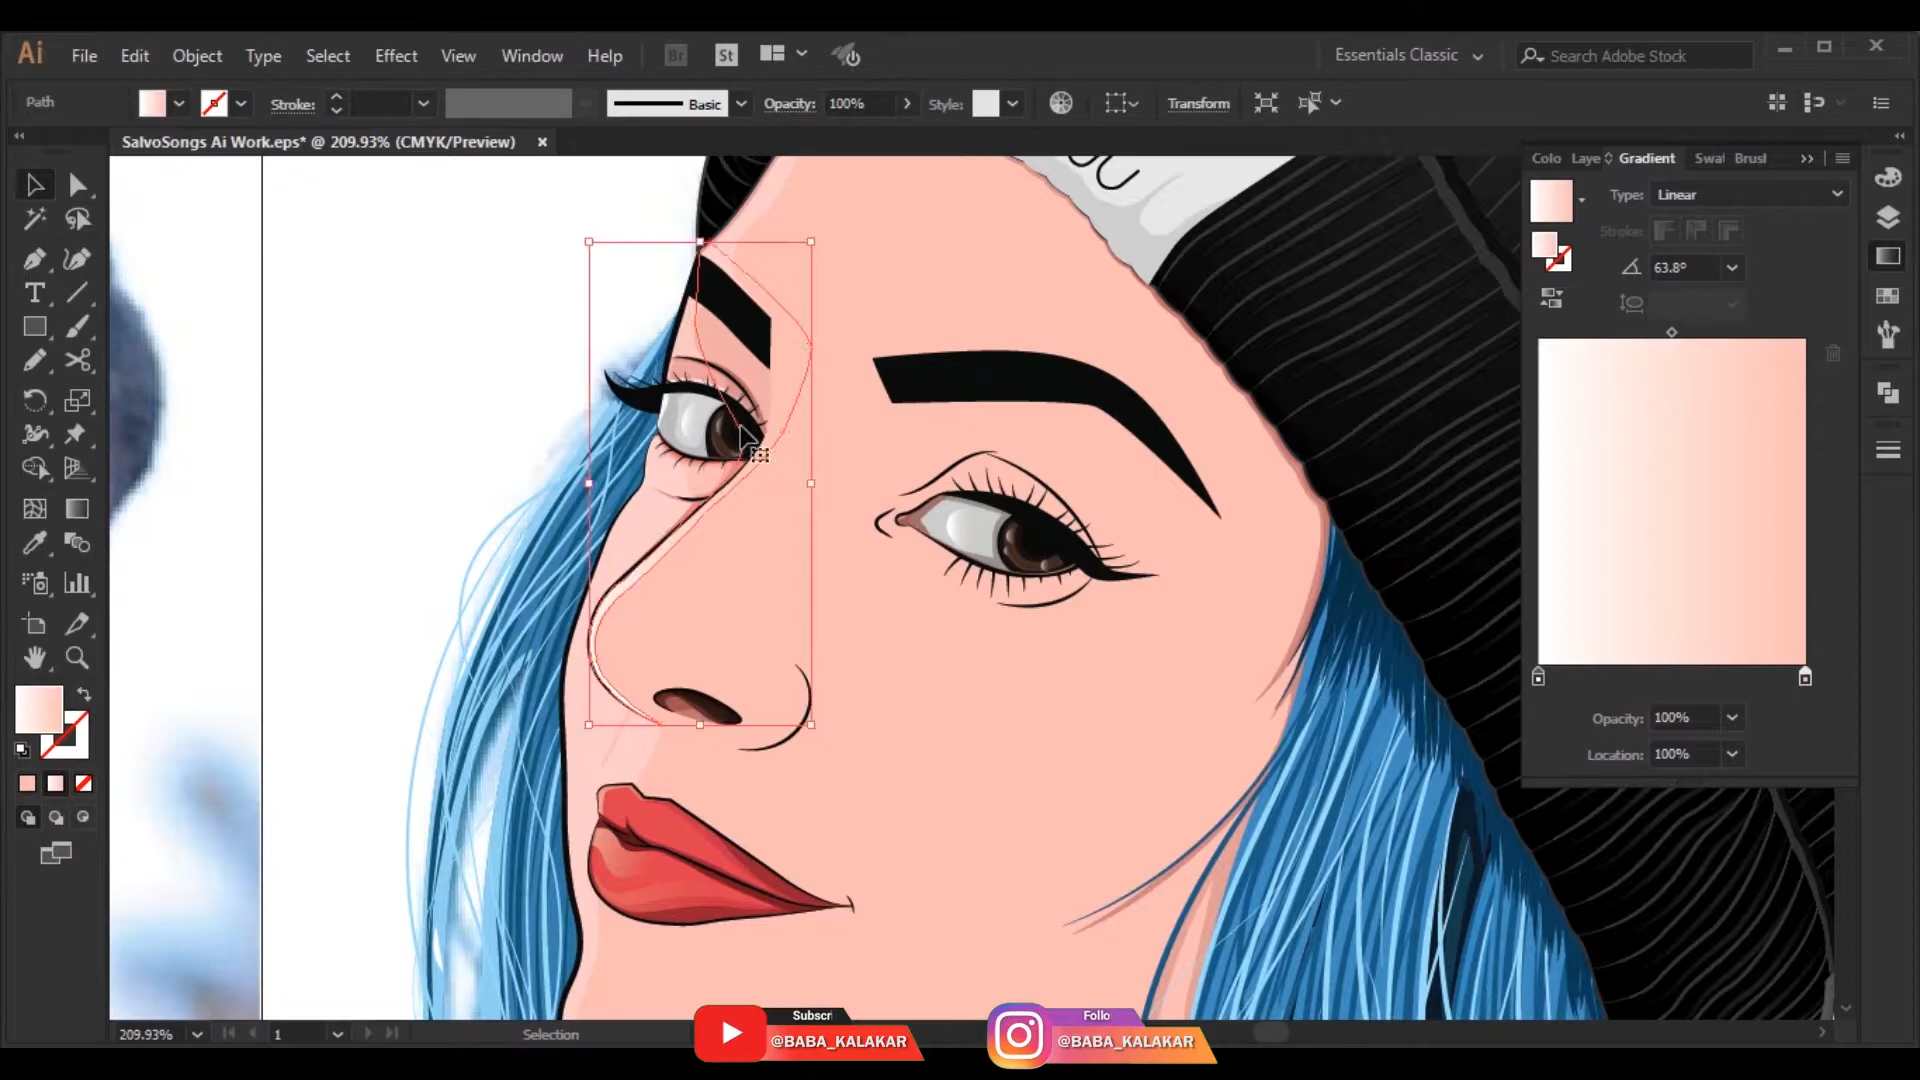 Ai File Edit Object Type Select Effect View Window Help Br St Essentials Classic Search Adobe Stock
Path Stroke: Basic Opacity: 100% Style: Transform
SalvoSongs Ai Work.eps* @ 209.93% (CMYK/Preview)
Colo Laye Gradient Swat Brusl
Type: Linear
Stroke:
63.8°
Opacity: 100%
Location: 100%
209.93% 1 Selection
Subscri
@BABA_KALAKAR
Follo
@BABA_KALAKAR